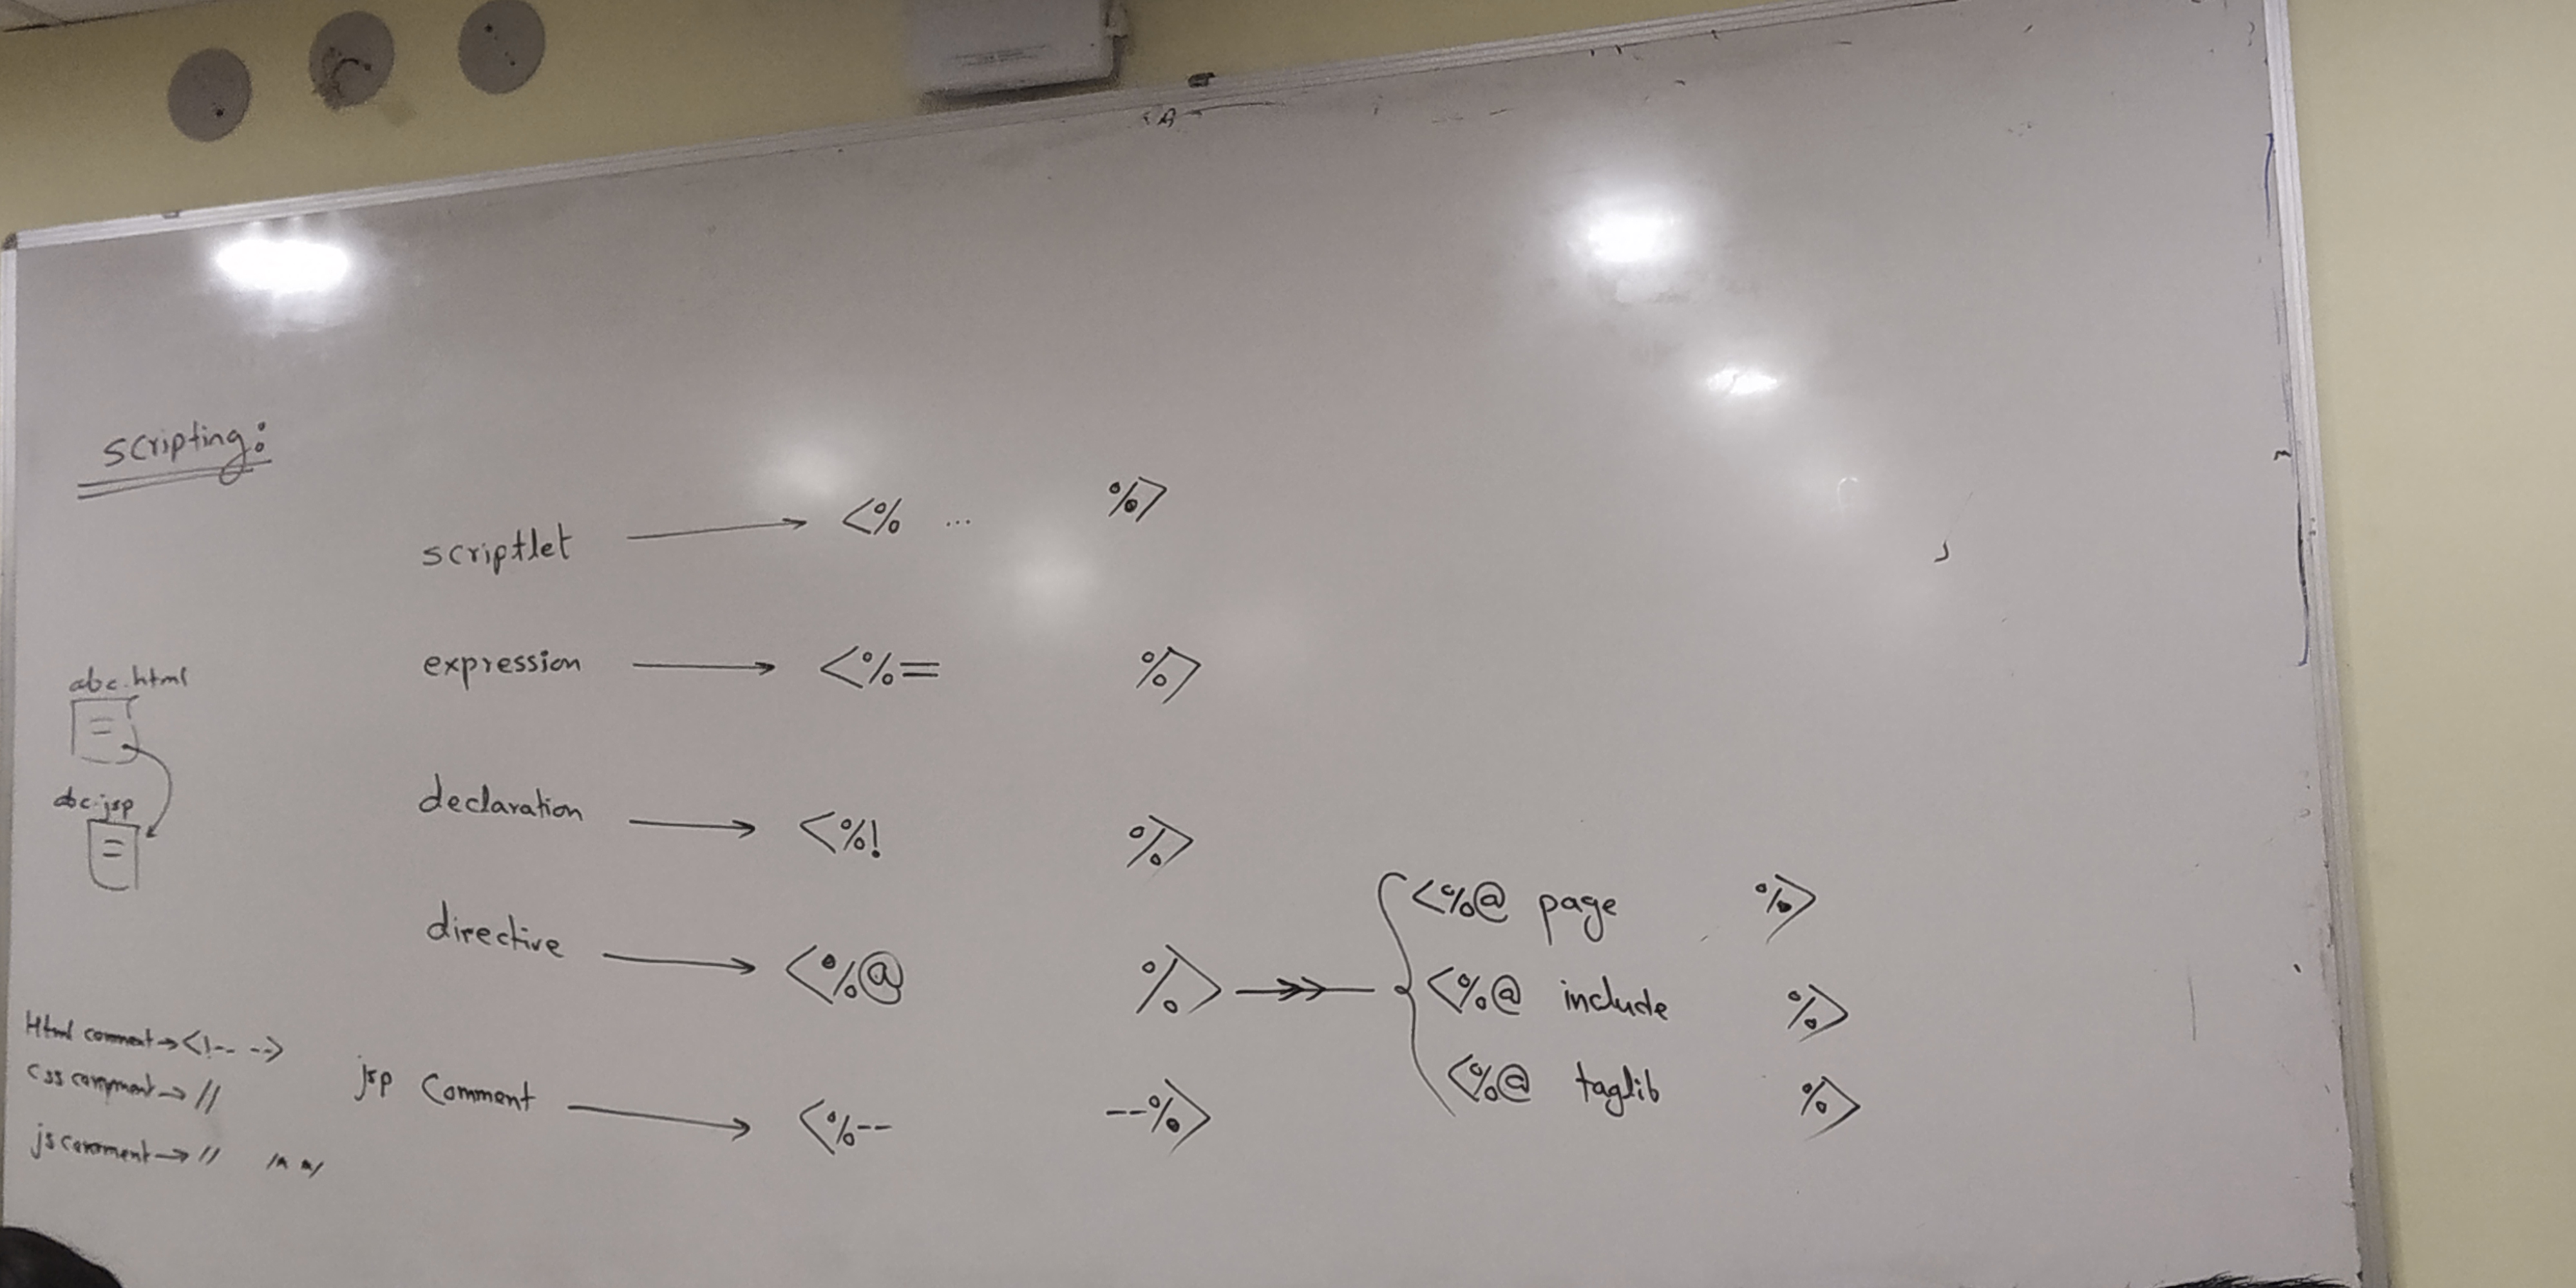 scripting:
scriptlet → <% ... %>
expression → <%= %>
abc.html
declaration → <%! %>
abc.jsp
directive → <%@ %> →
<%@ page %>
<%@ include %>
<%@ taglib %>
Html comment → <!-- -->
css comment → //
jsp Comment → <%-- --%>
js comment → // /* */